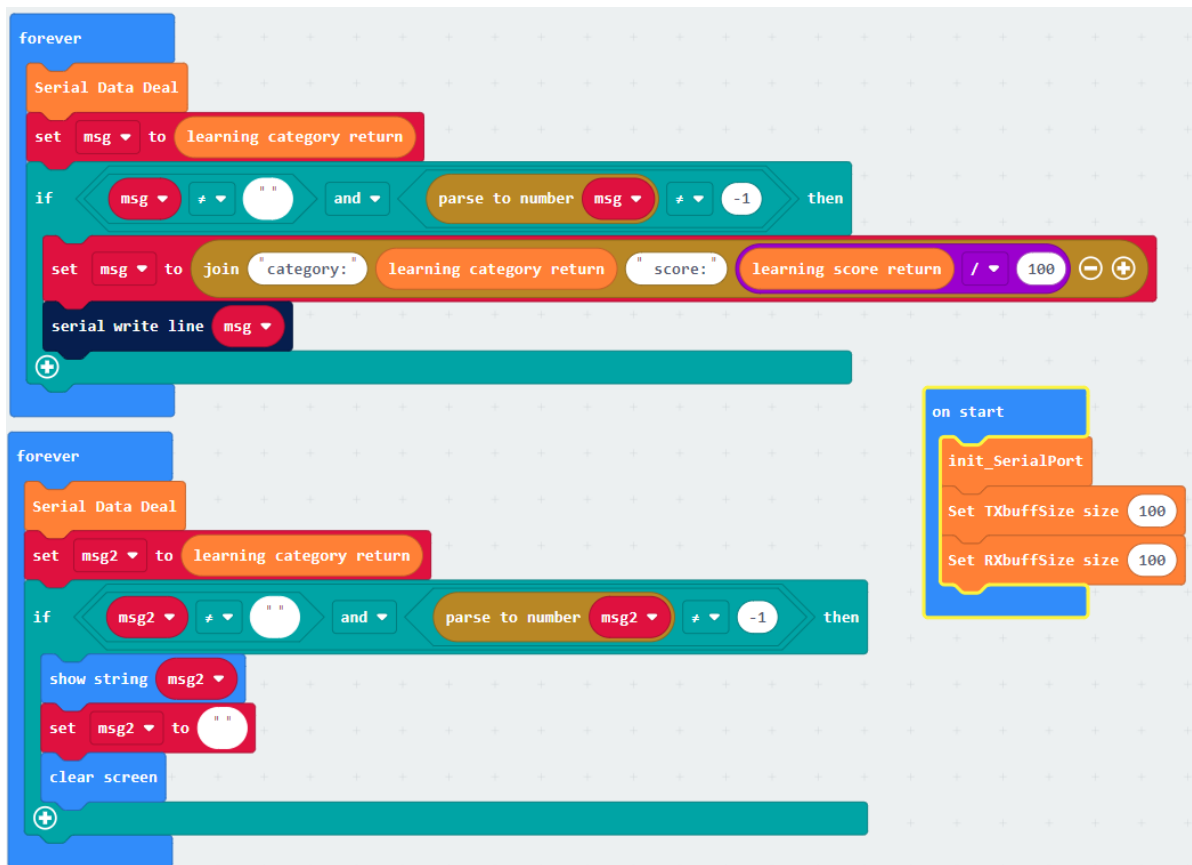 forever
Serial Data Deal
set msg to learning category return
if msg ≠ " " and parse to number msg ≠ -1 then
set msg to join "category:" learning category return " score:" learning score return / 100
serial write line msg
forever
Serial Data Deal
set msg2 to learning category return
if msg2 ≠ " " and parse to number msg2 ≠ -1 then
show string msg2
set msg2 to " "
clear screen
on start
init_SerialPort
Set TXbuffSize size 100
Set RXbuffSize size 100